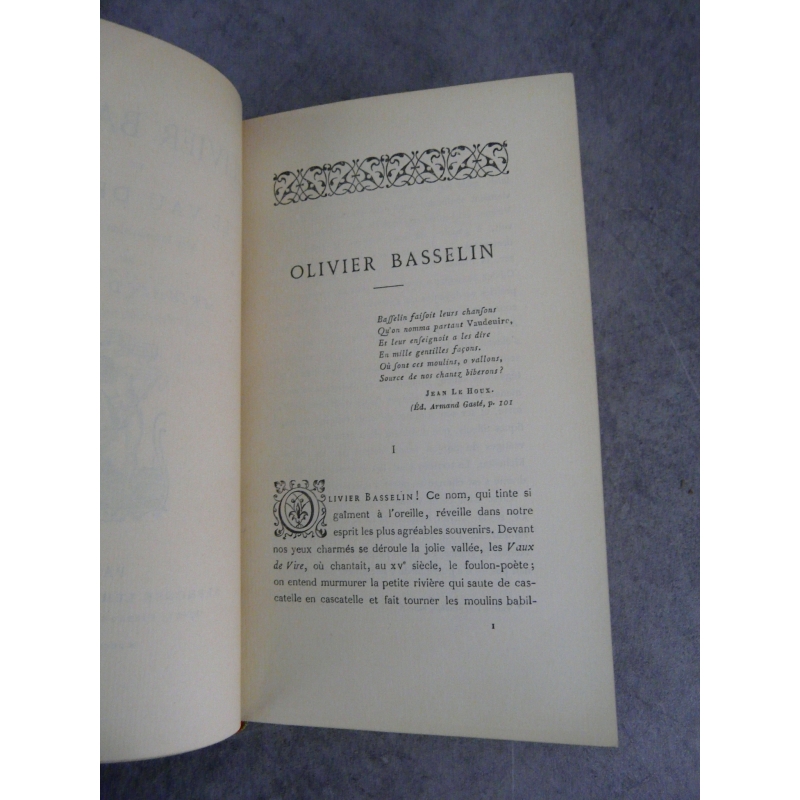 OLIVIER BASSELIN
Baſſelin faiſoit leurs chanſons
Qu'on nomma partant Vaudeuire,
Et leur enſeignait a les dire
En mille gentilles façons.
Où ſont ces moulins, o vallons,
Source de nos chantz biberons?
JEAN LE HOUX.
(Éd. Armand Gasté, p. 101
I
OLIVIER BASSELIN! Ce nom, qui tinte si
gaîment à l'oreille, réveille dans notre
esprit les plus agréables souvenirs. Devant
nos yeux charmés se déroule la jolie vallée, les Vaux
de Vire, où chantait, au XVe siècle, le foulon-poète;
on entend murmurer la petite rivière qui saute de cas-
catelle en cascatelle et fait tourner les moulins babil-
1